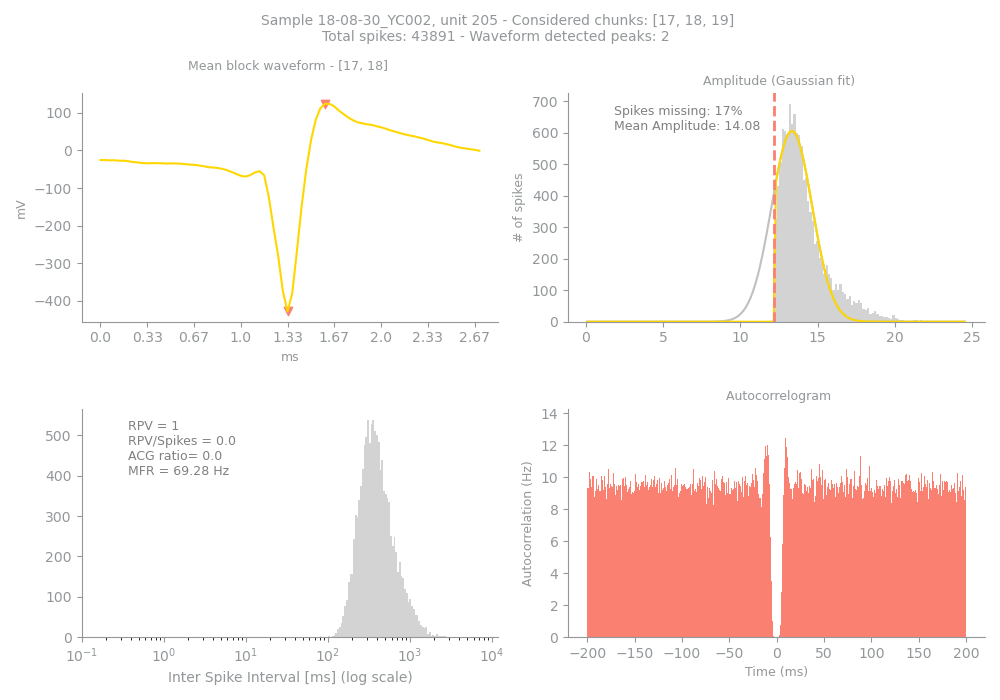 Sample 18-08-30_YC002, unit 205 - Considered chunks: [17, 18, 19]
Total spikes: 43891 - Waveform detected peaks: 2
Mean block waveform - [17, 18]
100
0
−100
−200
−300
−400
mV
0.0 0.33 0.67 1.0 1.33 1.67 2.0 2.33 2.67
ms
Amplitude (Gaussian fit)
Spikes missing: 17%
Mean Amplitude: 14.08
700
600
500
400
300
200
100
0
# of spikes
0 5 10 15 20 25
RPV = 1
RPV/Spikes = 0.0
ACG ratio= 0.0
MFR = 69.28 Hz
500
400
300
200
100
0
10⁻¹ 10⁰ 10¹ 10² 10³ 10⁴
Inter Spike Interval [ms] (log scale)
Autocorrelogram
14
12
10
8
6
4
2
0
Autocorrelation (Hz)
−200 −150 −100 −50 0 50 100 150 200
Time (ms)